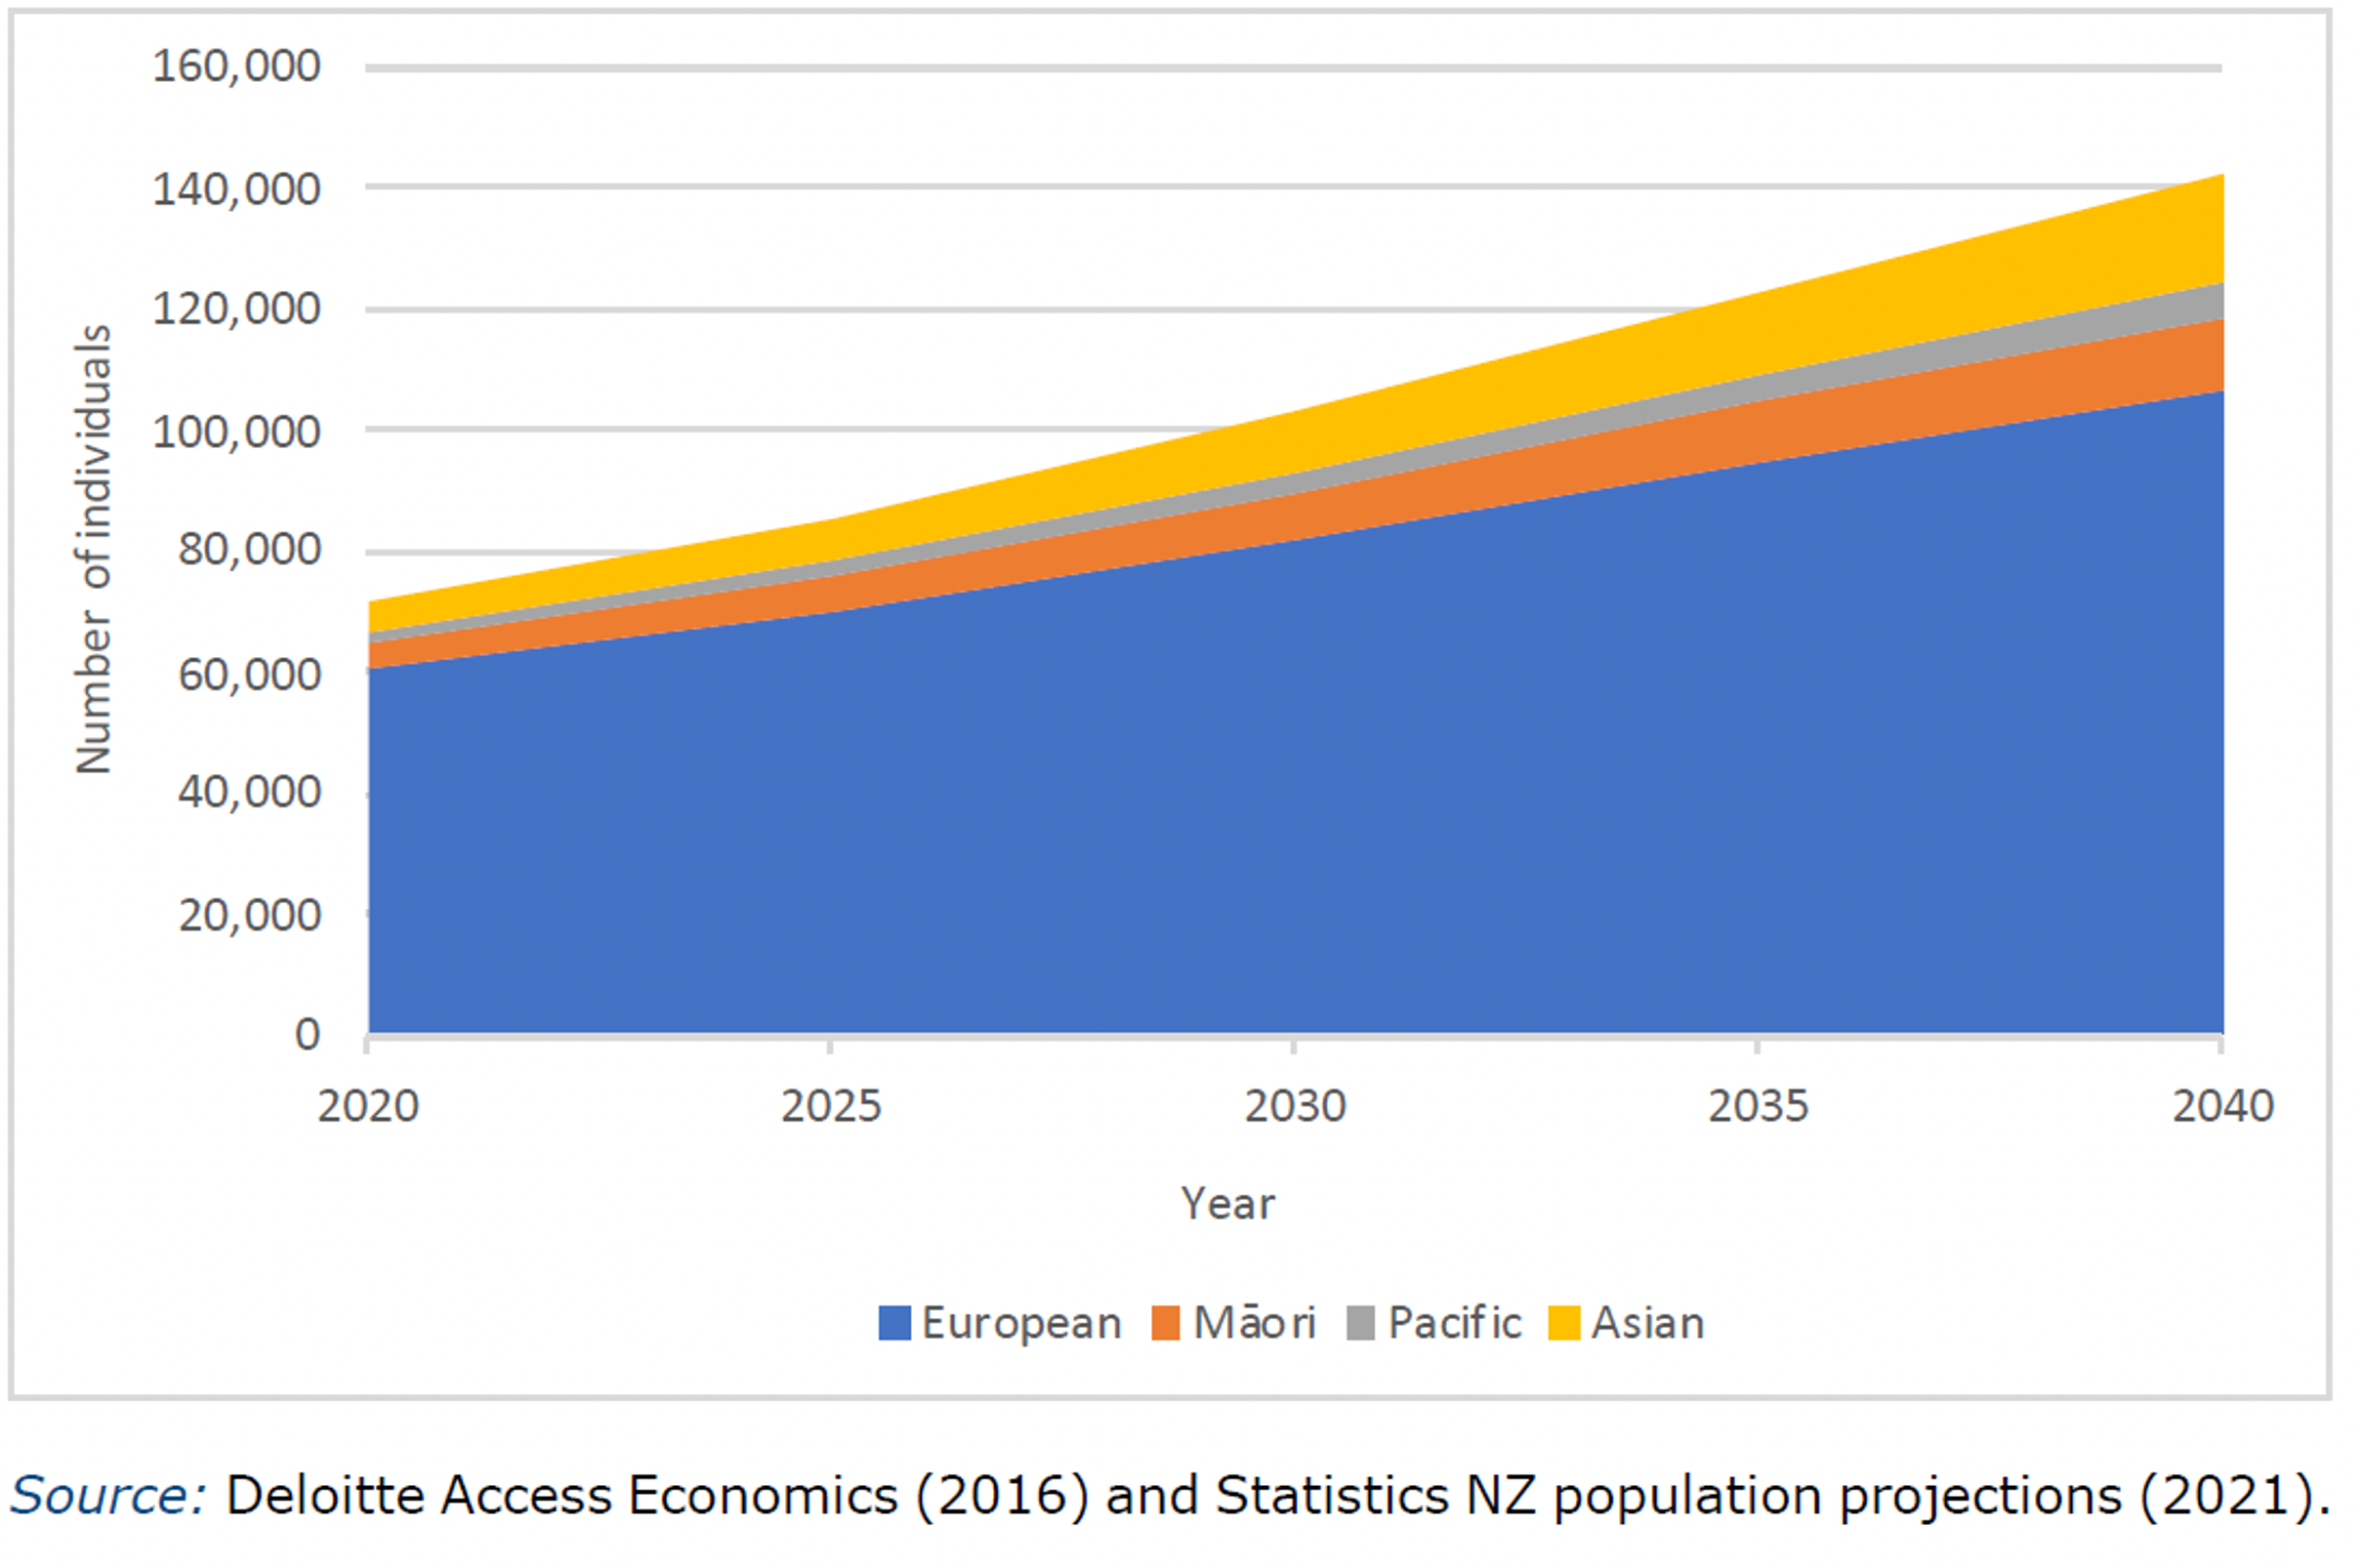 160,000
140,000
120,000
100,000
80,000
60,000
40,000
20,000
0
Number of individuals
2020 2025 2030 2035 2040
Year
European Māori Pacific Asian
Source: Deloitte Access Economics (2016) and Statistics NZ population projections (2021).